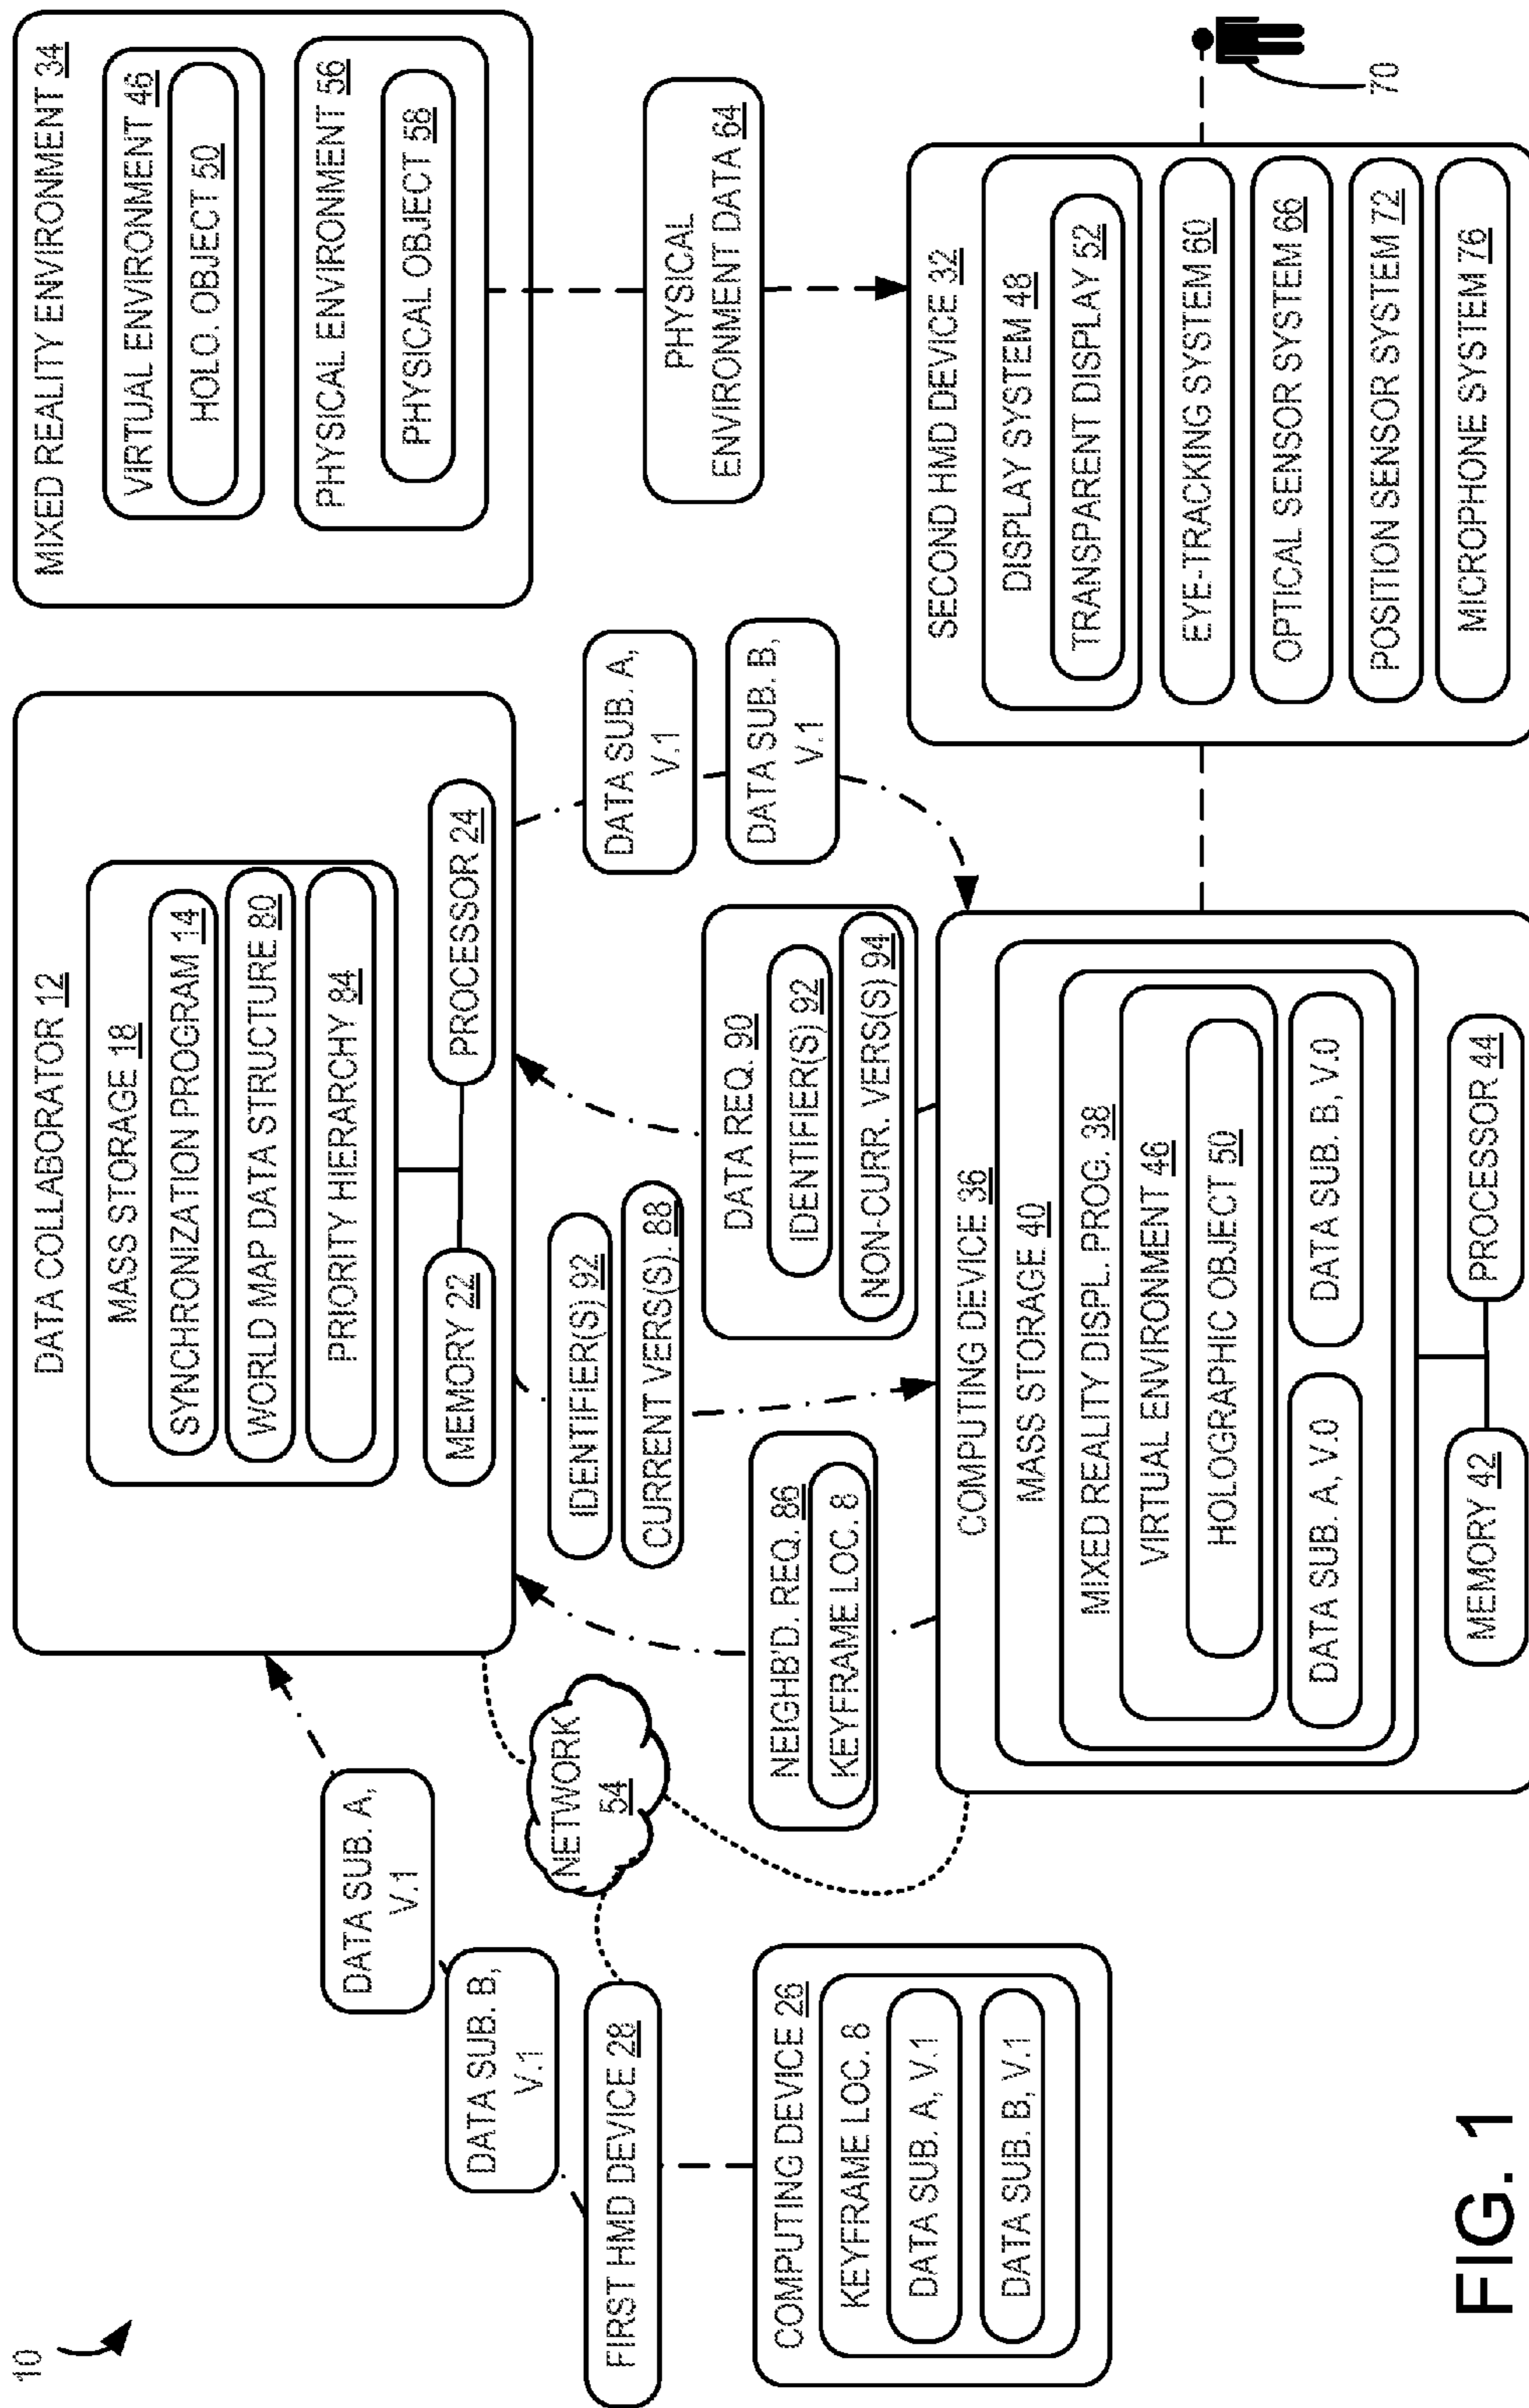 10
DATA COLLABORATOR 12
MASS STORAGE 18
SYNCHRONIZATION PROGRAM 14
WORLD MAP DATA STRUCTURE 80
PRIORITY HIERARCHY 84
MEMORY 22
PROCESSOR 24
MIXED REALITY ENVIRONMENT 34
VIRTUAL ENVIRONMENT 46
HOLO. OBJECT 50
PHYSICAL ENVIRONMENT 56
PHYSICAL OBJECT 58
DATA SUB. A,
V.1
DATA SUB. B,
V.1
FIRST HMD DEVICE 28
NETWORK
54
IDENTIFIER(S) 92
CURRENT VERS(S). 88
DATA SUB. A,
V.1
DATA SUB. B,
V.1
PHYSICAL
ENVIRONMENT DATA 64
NEIGHB'D. REQ. 86
KEYFRAME LOC. 8
DATA REQ. 90
IDENTIFIER(S) 92
NON-CURR. VERS(S) 94
COMPUTING DEVICE 26
KEYFRAME LOC. 8
DATA SUB. A, V.1
DATA SUB. B, V.1
COMPUTING DEVICE 36
MASS STORAGE 40
MIXED REALITY DISPL. PROG. 38
VIRTUAL ENVIRONMENT 46
HOLOGRAPHIC OBJECT 50
DATA SUB. A, V.0
DATA SUB. B, V.0
MEMORY 42
PROCESSOR 44
SECOND HMD DEVICE 32
DISPLAY SYSTEM 48
TRANSPARENT DISPLAY 52
EYE-TRACKING SYSTEM 60
OPTICAL SENSOR SYSTEM 66
POSITION SENSOR SYSTEM 72
MICROPHONE SYSTEM 76
70
FIG. 1